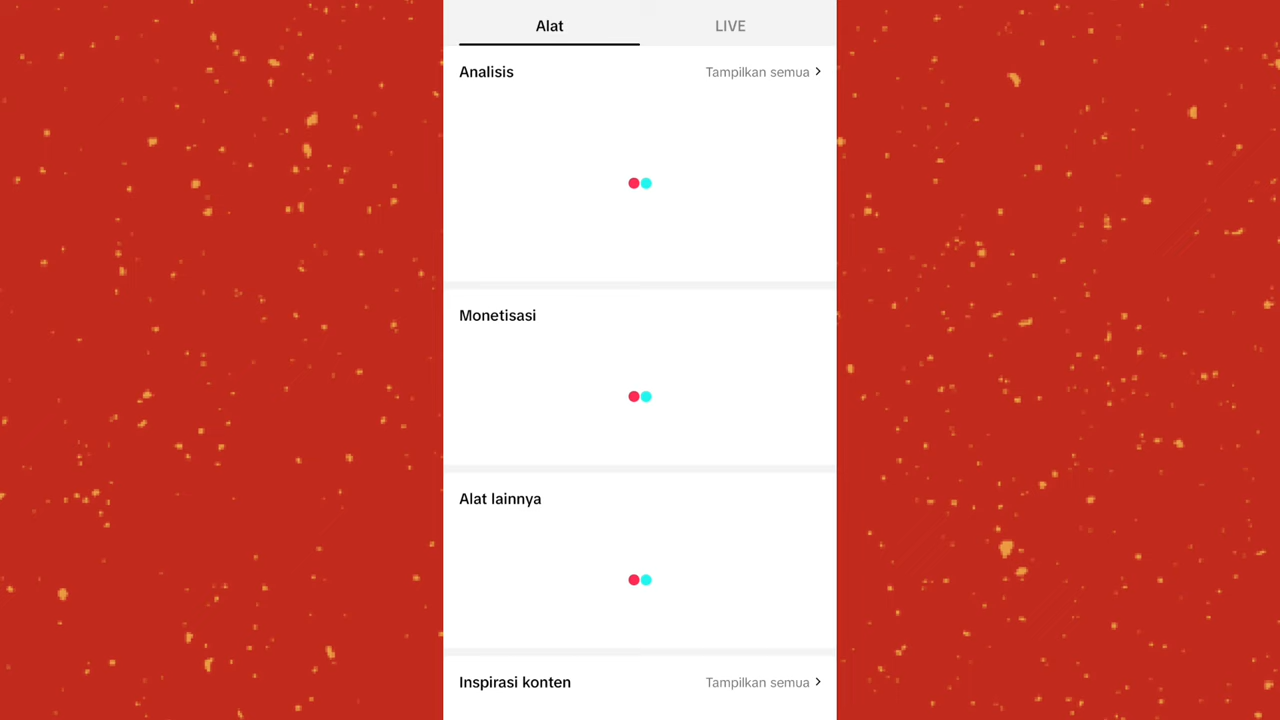 Alat LIVE
Analisis Tampilkan semua
Monetisasi
Alat lainnya
Inspirasi konten Tampilkan semua